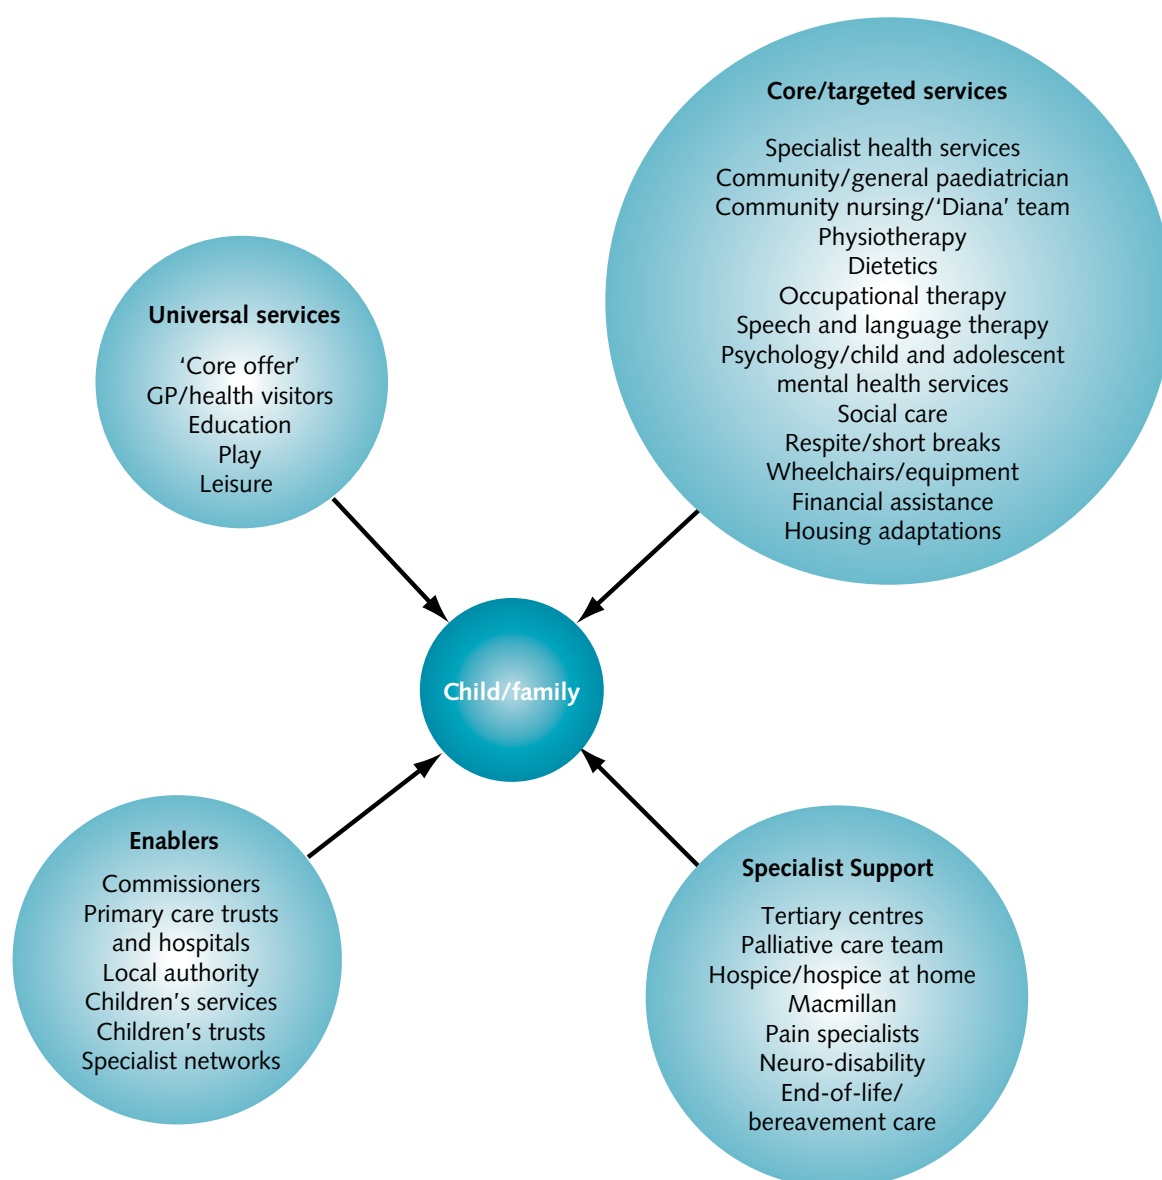 Core/targeted services
Specialist health services
Community/general paediatrician
Community nursing/‘Diana’ team
Physiotherapy
Dietetics
Occupational therapy
Speech and language therapy
Psychology/child and adolescent
mental health services
Social care
Respite/short breaks
Wheelchairs/equipment
Financial assistance
Housing adaptations
Universal services
‘Core offer’
GP/health visitors
Education
Play
Leisure
Child/family
Enablers
Commissioners
Primary care trusts
and hospitals
Local authority
Children’s services
Children’s trusts
Specialist networks
Specialist Support
Tertiary centres
Palliative care team
Hospice/hospice at home
Macmillan
Pain specialists
Neuro-disability
End-of-life/
bereavement care